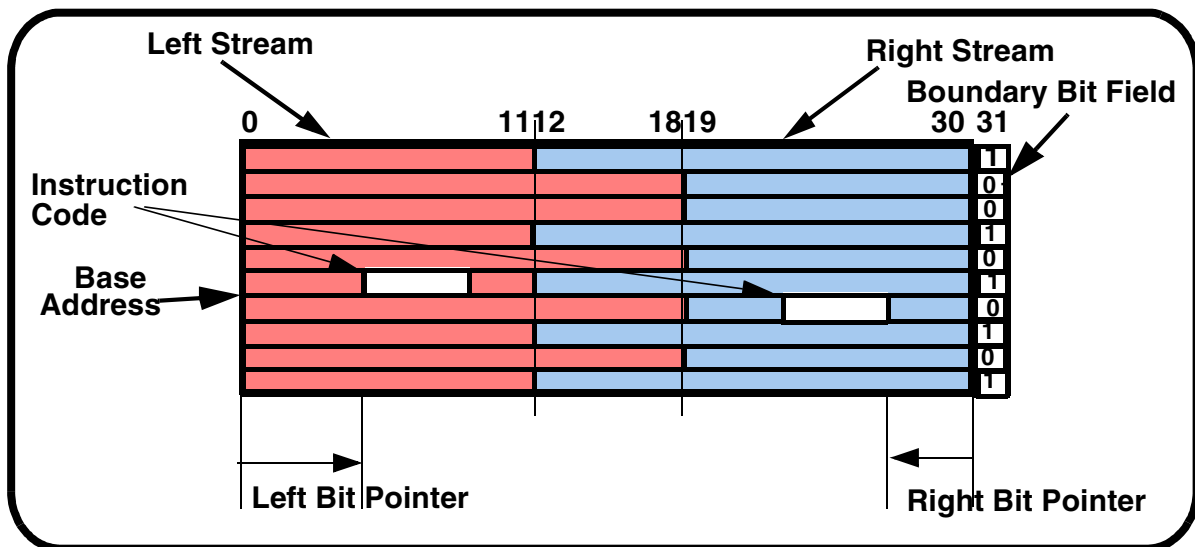 Left Stream
Right Stream
Boundary Bit Field
0 1112 1819 30 31
1
0
0
1
0
1
0
1
0
1
Instruction
Code
Base
Address
Left Bit Pointer
Right Bit Pointer